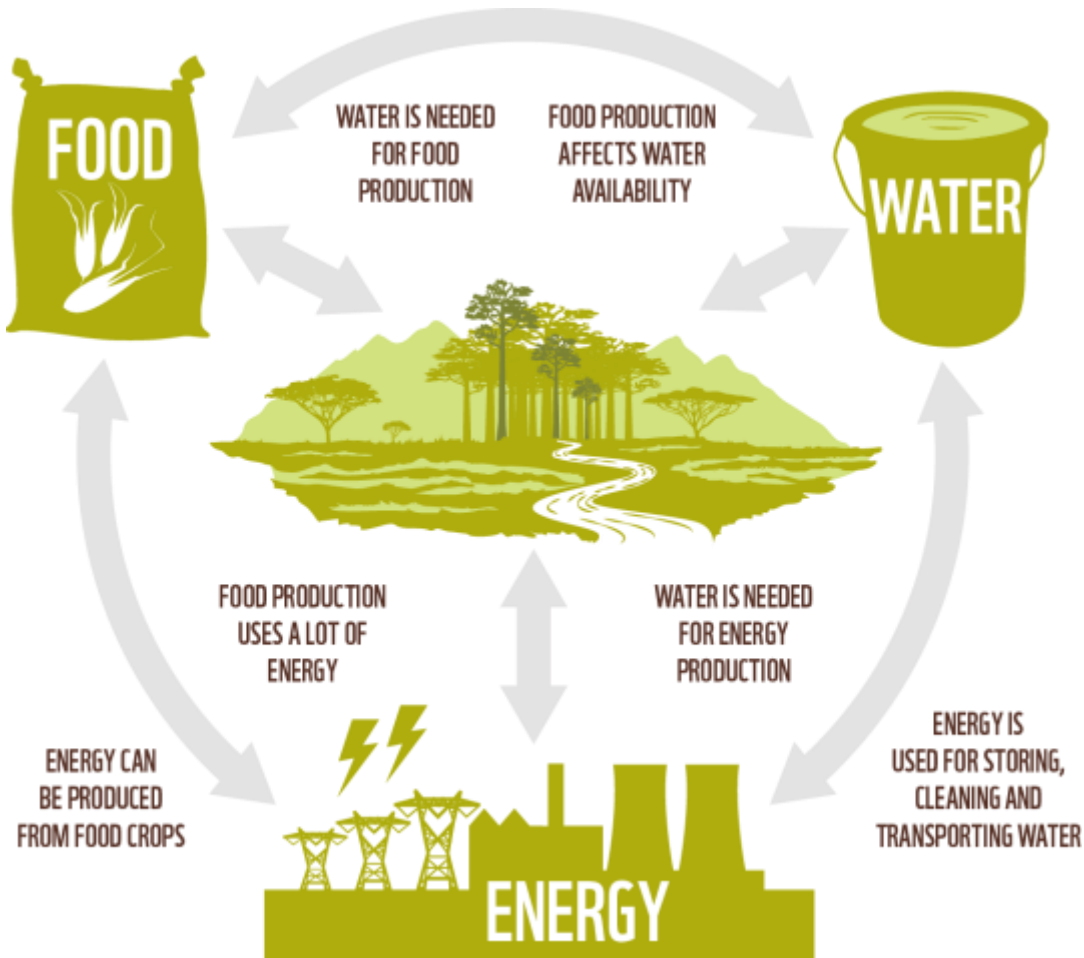 FOOD
WATER IS NEEDED
FOR FOOD
PRODUCTION
FOOD PRODUCTION
AFFECTS WATER
AVAILABILITY
WATER
FOOD PRODUCTION
USES A LOT OF
ENERGY
WATER IS NEEDED
FOR ENERGY
PRODUCTION
ENERGY CAN
BE PRODUCED
FROM FOOD CROPS
ENERGY IS
USED FOR STORING,
CLEANING AND
TRANSPORTING WATER
ENERGY